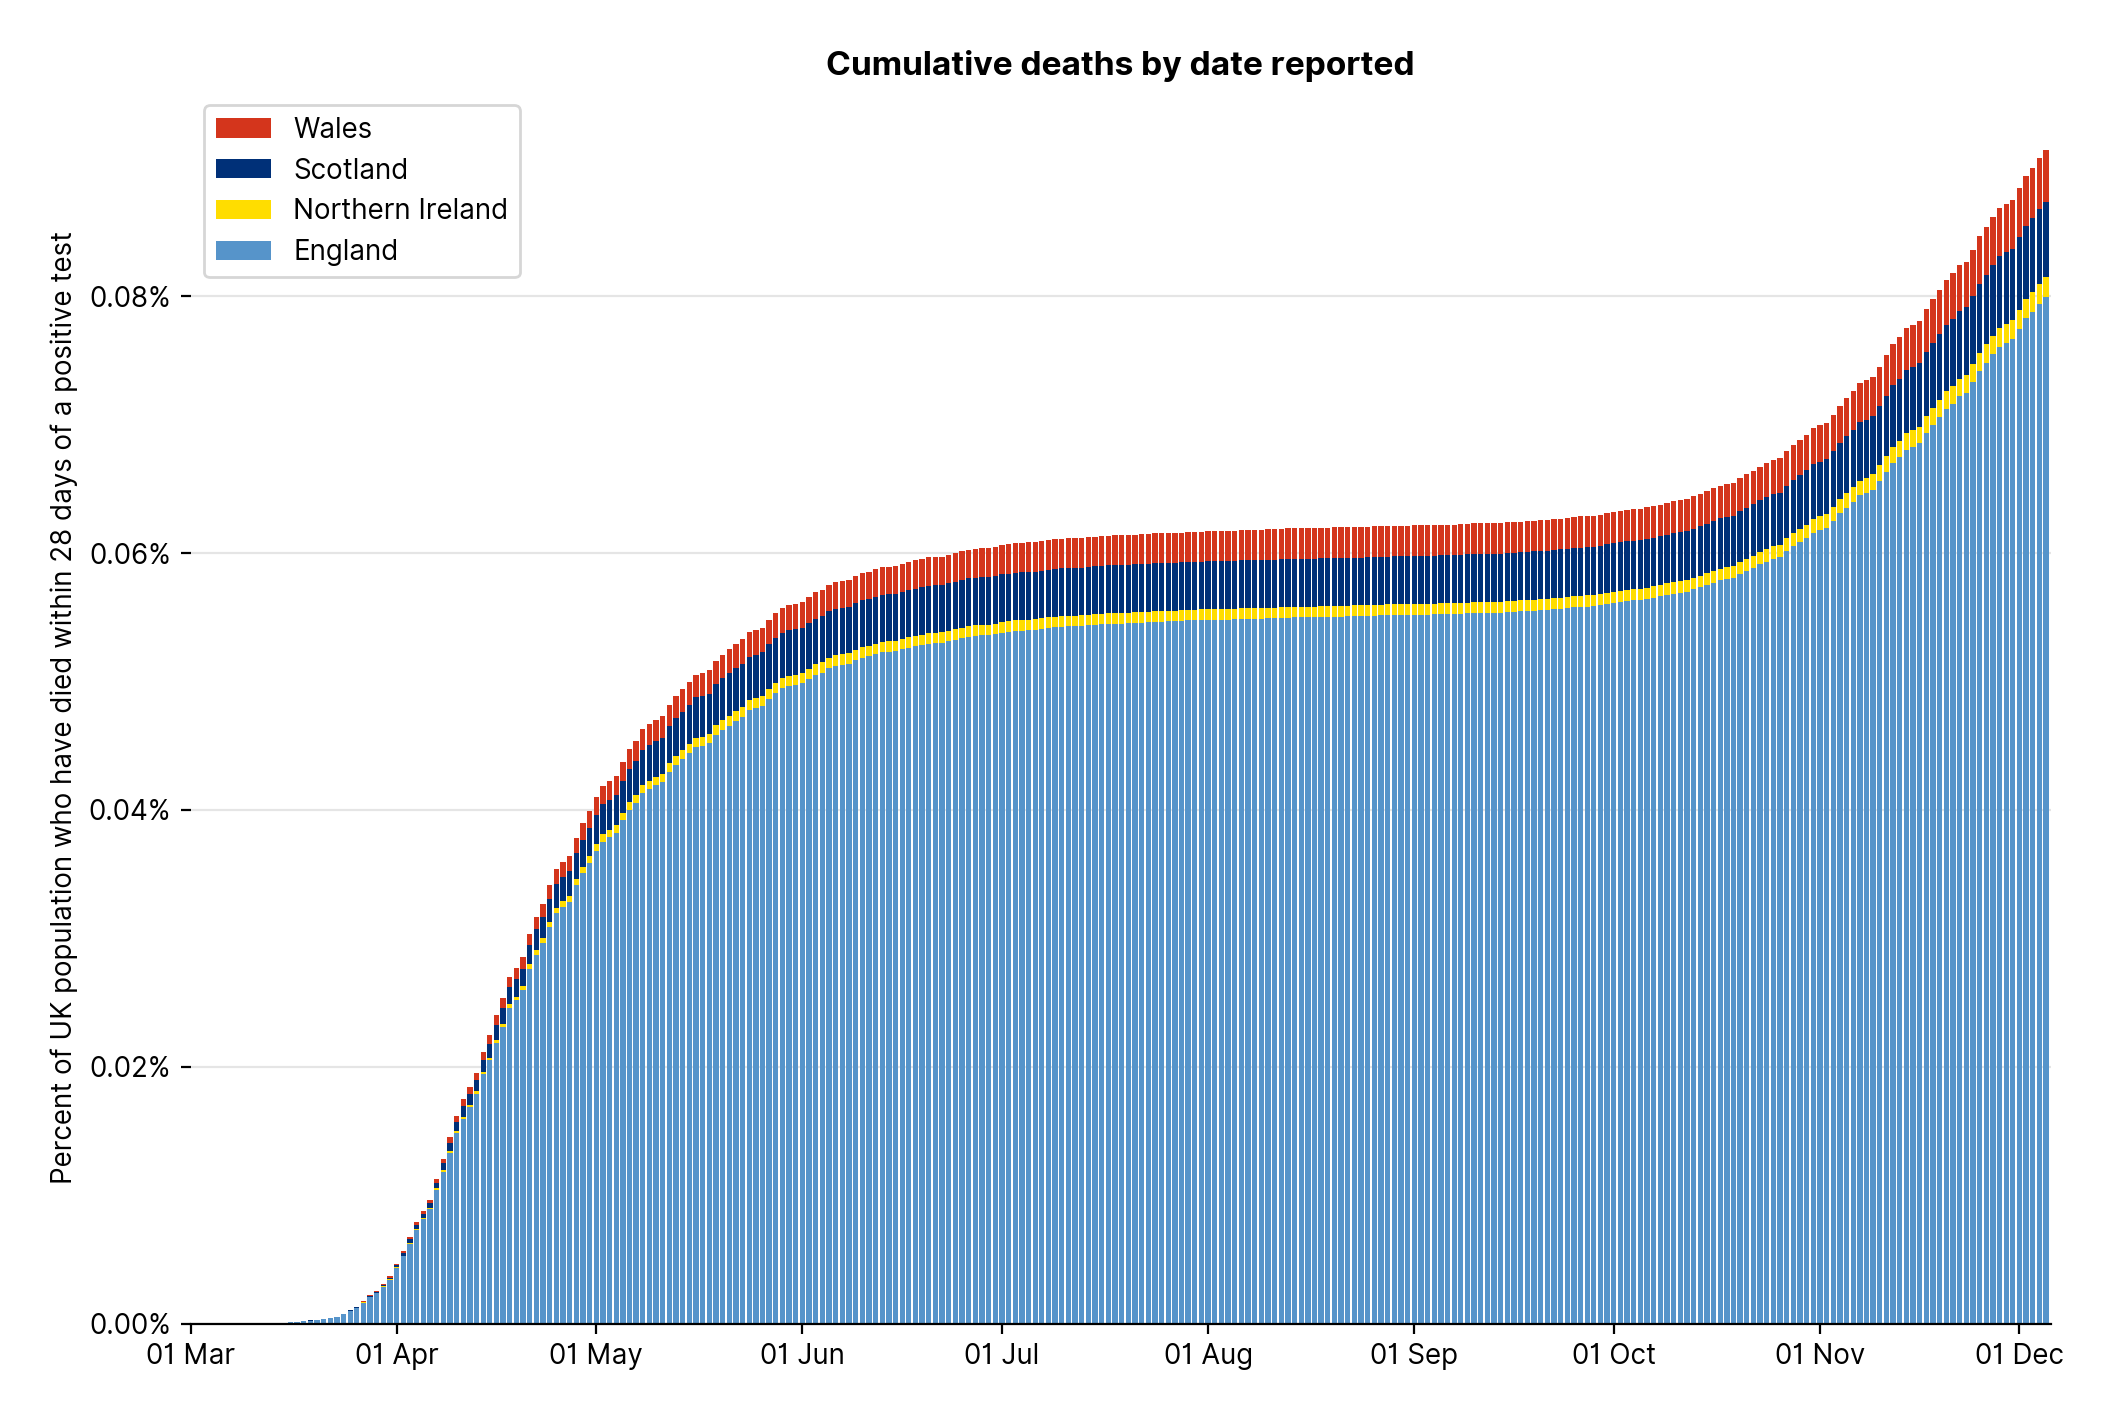 Cumulative deaths by date reported
Wales
Scotland
Northern Ireland
England
Percent of UK population who have died within 28 days of a positive test
0.08%
0.06%
0.04%
0.02%
0.00%
01 Mar 01 Apr 01 May 01 Jun 01 Jul 01 Aug 01 Sep 01 Oct 01 Nov 01 Dec